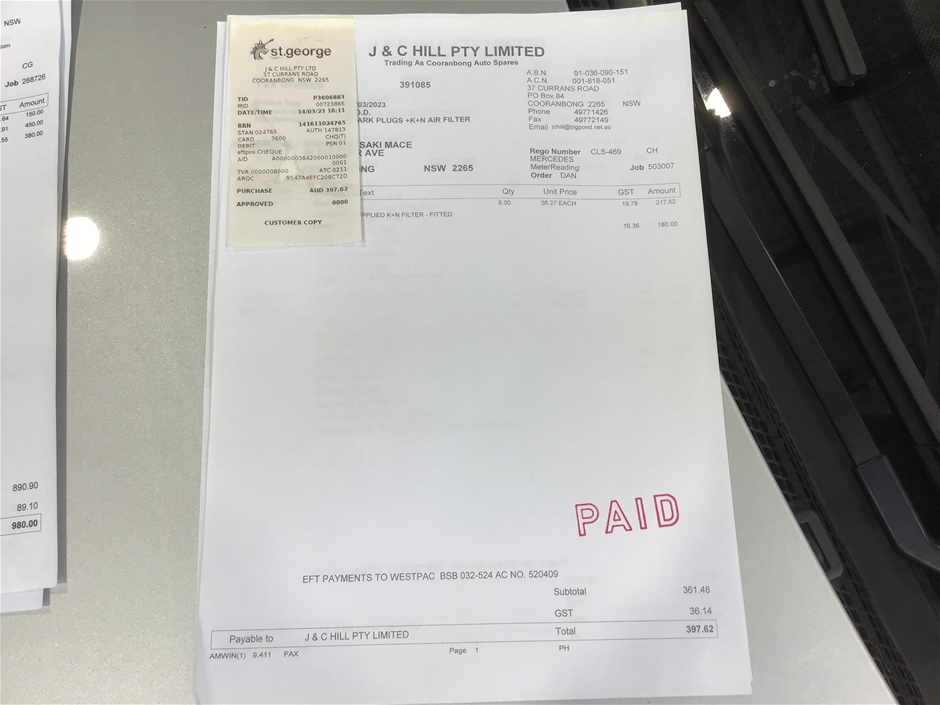 NSW
com
CG
Job 268726
ST Amount
.64 150.00
.91 450.00
.55 380.00
890.90
89.10
980.00
st.george
J & C HILL PTY LTD
37 CURRANS ROAD
COORANBONG NSW 2265
TID P3606883
MID 00723866
DATE/TIME 14/03/23 16:11
RRN 141611024765
STAN 024765 AUTH 147813
CARD 3600 CHQ(T)
DEBIT PSN 01
eftpos CHEQUE
AID A0000003842000010000
0001
TVR 0000008000 ATC 0211
ARQC 8547A4EFC208C72D
PURCHASE AUD 397.62
APPROVED 0000
CUSTOMER COPY
J & C HILL PTY LIMITED
Trading As Cooranbong Auto Spares
391085
/03/2023
O.D.
ARK PLUGS +K+N AIR FILTER
SAKI MACE
R AVE
NG NSW 2265
A.B.N. 91-036-090-151
A.C.N. 001-818-051
37 CURRANS ROAD
PO Box 84
COORANBONG 2265 NSW
Phone 49771426
Fax 49772149
Email johill@bigpond.net.au
Rego Number CLS-469 CH
MERCEDES
MeterReading: Job 503007
Order DAN
Text Qty Unit Price GST Amount
6.00 36.27 EACH 19.78 217.62
PPLIED K+N FILTER - FITTED
16.36 180.00
PAID
EFT PAYMENTS TO WESTPAC BSB 032-524 AC NO. 520409
Subtotal 361.48
GST 36.14
Payable to J & C HILL PTY LIMITED Total 397.62
AMWIN(1) 9.411 FAX Page 1 PH